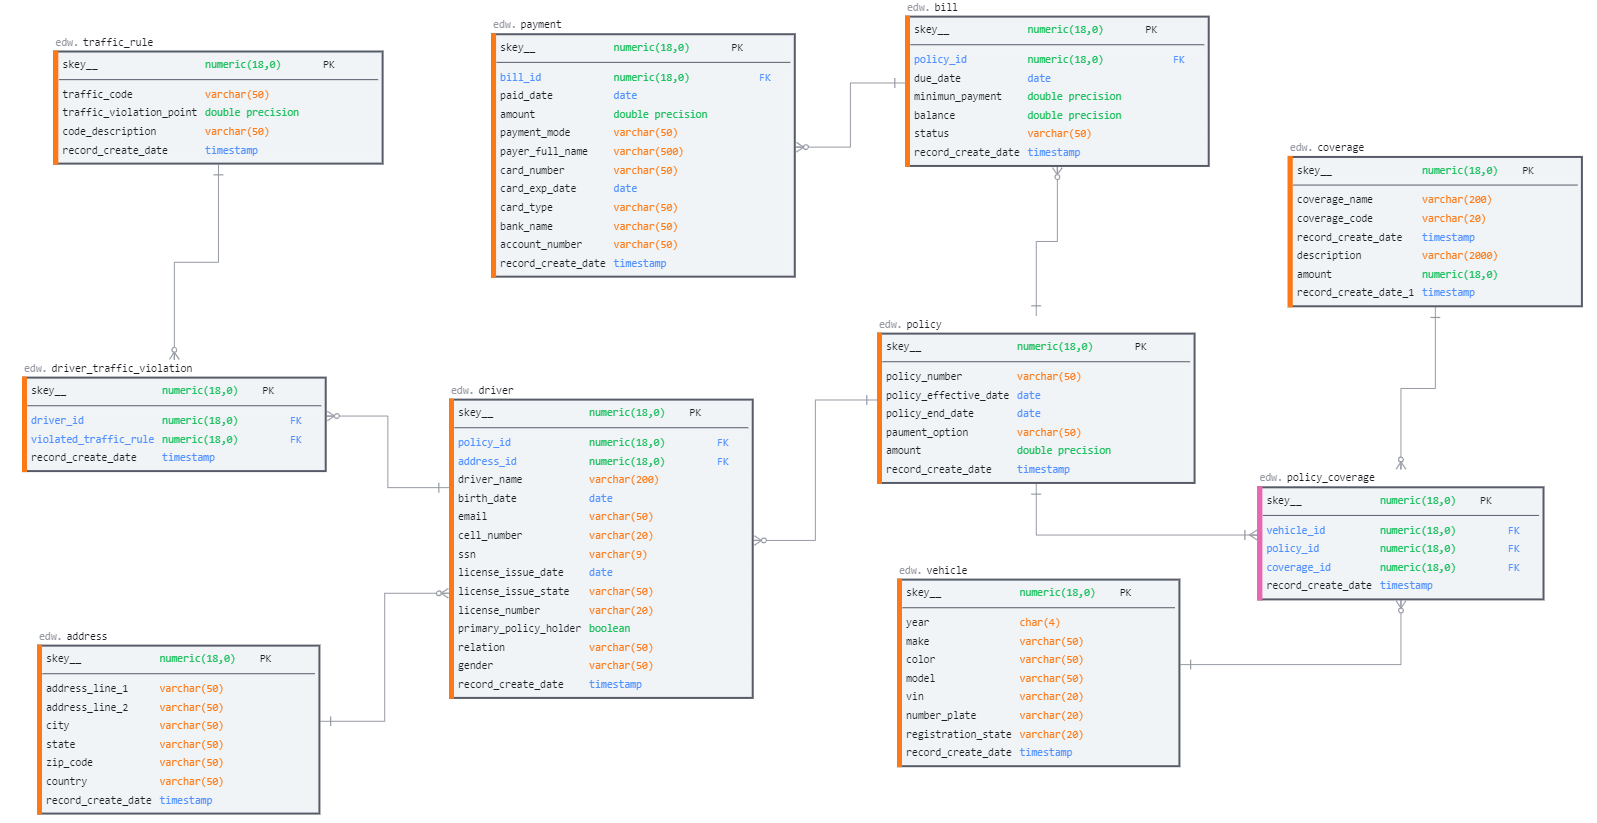 edw. traffic_rule
skey__ numeric(18,0) PK
traffic_code varchar(50)
traffic_violation_point double precision
code_description varchar(50)
record_create_date timestamp
edw. payment
skey__ numeric(18,0) PK
bill_id numeric(18,0) FK
paid_date date
amount double precision
payment_mode varchar(50)
payer_full_name varchar(500)
card_number varchar(50)
card_exp_date date
card_type varchar(50)
bank_name varchar(50)
account_number varchar(50)
record_create_date timestamp
edw. bill
skey__ numeric(18,0) PK
policy_id numeric(18,0) FK
due_date date
minimun_payment double precision
balance double precision
status varchar(50)
record_create_date timestamp
edw. coverage
skey__ numeric(18,0) PK
coverage_name varchar(200)
coverage_code varchar(20)
record_create_date timestamp
description varchar(2000)
amount numeric(18,0)
record_create_date_1 timestamp
edw. driver_traffic_violation
skey__ numeric(18,0) PK
driver_id numeric(18,0) FK
violated_traffic_rule numeric(18,0) FK
record_create_date timestamp
edw. driver
skey__ numeric(18,0) PK
policy_id numeric(18,0) FK
address_id numeric(18,0) FK
driver_name varchar(200)
birth_date date
email varchar(50)
cell_number varchar(20)
ssn varchar(9)
license_issue_date date
license_issue_state varchar(50)
license_number varchar(20)
primary_policy_holder boolean
relation varchar(50)
gender varchar(50)
record_create_date timestamp
edw. policy
skey__ numeric(18,0) PK
policy_number varchar(50)
policy_effective_date date
policy_end_date date
paument_option varchar(50)
amount double precision
record_create_date timestamp
edw. policy_coverage
skey__ numeric(18,0) PK
vehicle_id numeric(18,0) FK
policy_id numeric(18,0) FK
coverage_id numeric(18,0) FK
record_create_date timestamp
edw. address
skey__ numeric(18,0) PK
address_line_1 varchar(50)
address_line_2 varchar(50)
city varchar(50)
state varchar(50)
zip_code varchar(50)
country varchar(50)
record_create_date timestamp
edw. vehicle
skey__ numeric(18,0) PK
year char(4)
make varchar(50)
color varchar(50)
model varchar(50)
vin varchar(20)
number_plate varchar(20)
registration_state varchar(20)
record_create_date timestamp